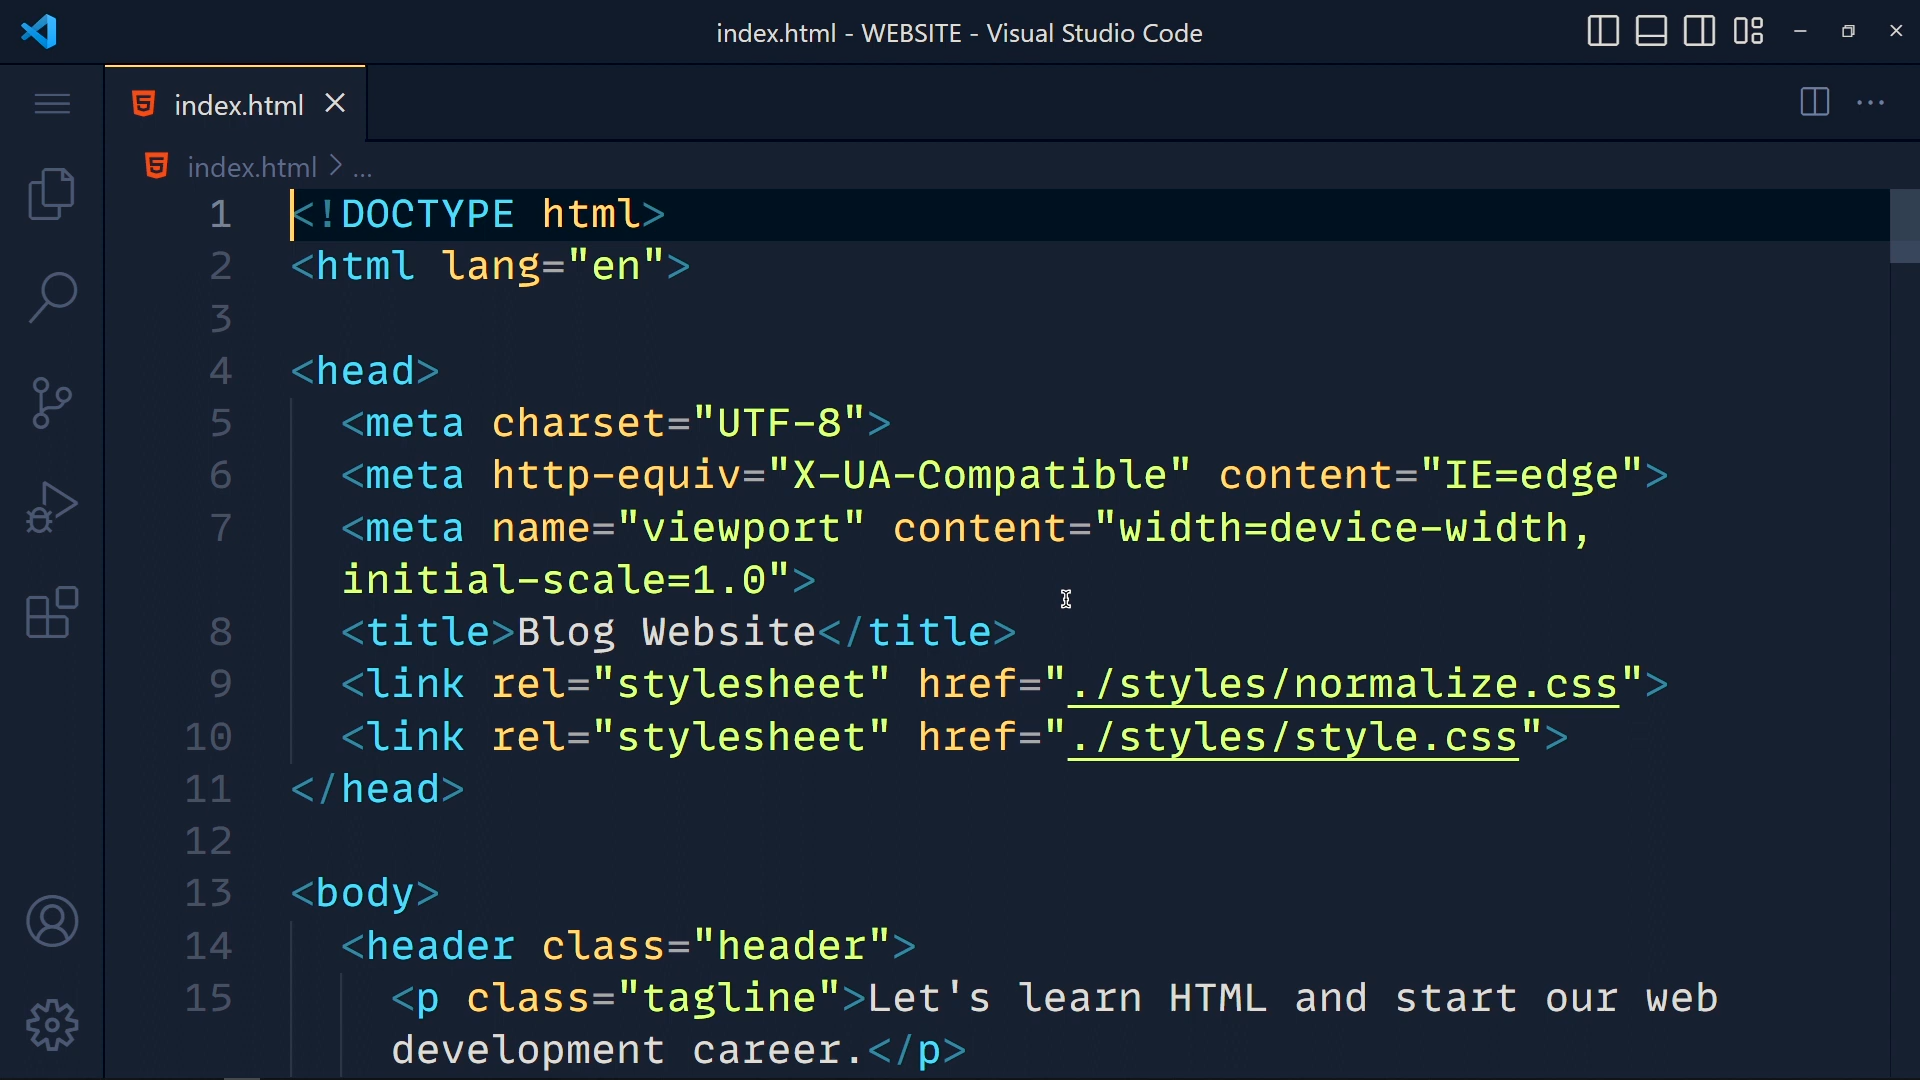 index.html - WEBSITE - Visual Studio Code
index.html
index.html > ...
1 <!DOCTYPE html>
2 <html lang="en">
3
4 <head>
5 <meta charset="UTF-8">
6 <meta http-equiv="X-UA-Compatible" content="IE=edge">
7 <meta name="viewport" content="width=device-width,
initial-scale=1.0">
8 <title>Blog Website</title>
9 <link rel="stylesheet" href="./styles/normalize.css">
10 <link rel="stylesheet" href="./styles/style.css">
11 </head>
12
13 <body>
14 <header class="header">
15 <p class="tagline">Let's learn HTML and start our web
development career.</p>